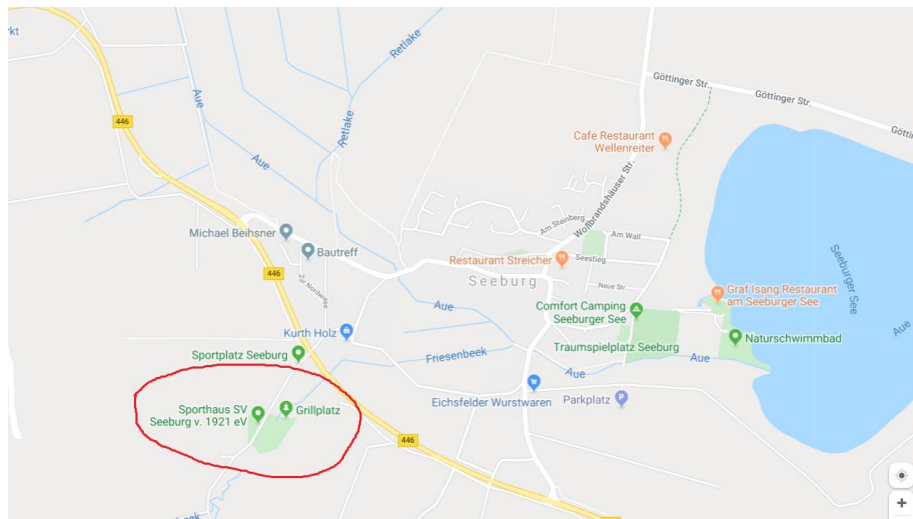 kt
Retlake
Göttinger Str.
Göttinger Str.
Aue
446
Retlake
Cafe Restaurant
Wellenreiter
Aue
Wollbrandshäuser Str.
Am Steinberg
Am Wall
Michael Beihsner
Bautreff
Restaurant Streicher
Seestieg
Seeburg
446
Zur Nordwiese
Neue Str.
Graf Isang Restaurant
am Seeburger See
Seeburger See
Aue
Comfort Camping
Seeburger See
Kurth Holz
Naturschwimmbad
Aue
Sportplatz Seeburg
Friesenbeek
Traumspielplatz Seeburg
Aue
Aue
Eichsfelder Wurstwaren
Parkplatz
P
Sporthaus SV
Seeburg v. 1921 eV
Grillplatz
446
+